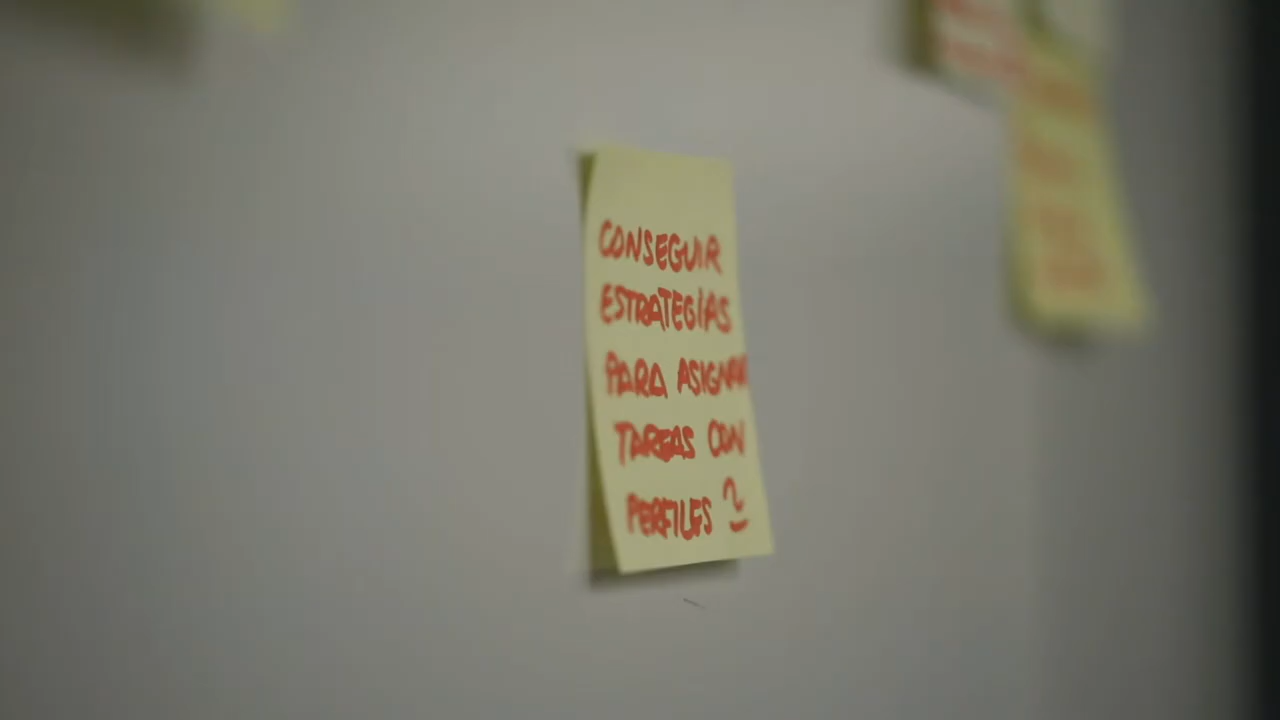 CONSEGUIR
ESTRATEGIAS
PARA ASIGNAR
TAREAS CON
PERFILES